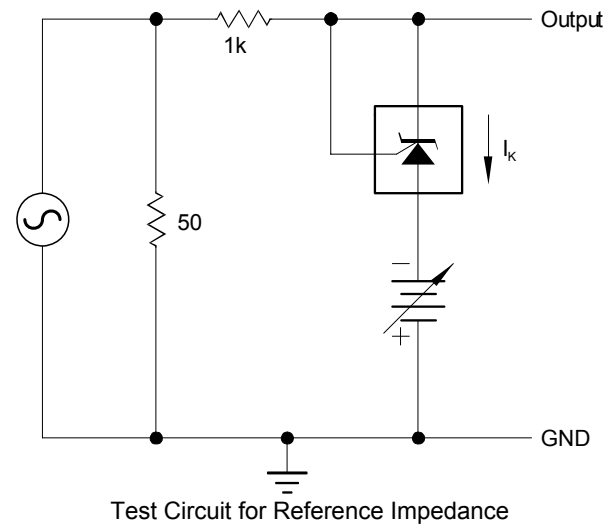 Output
1k
I_K
50
−
+
GND
Test Circuit for Reference Impedance